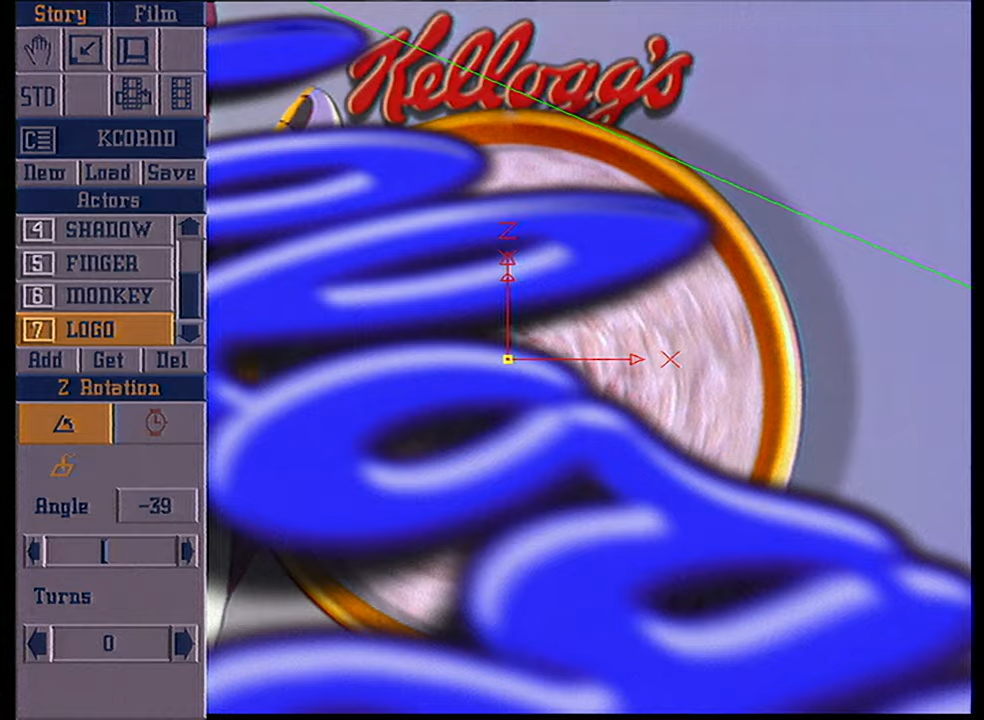 Story Film
Kellogg's
STD
KCORND
New Load Save
Actors
4 SHADOW
5 FINGER
6 MONKEY
7 LOGO
Add Get Del
Z Rotation
Z
X
Angle -39
Turns
0